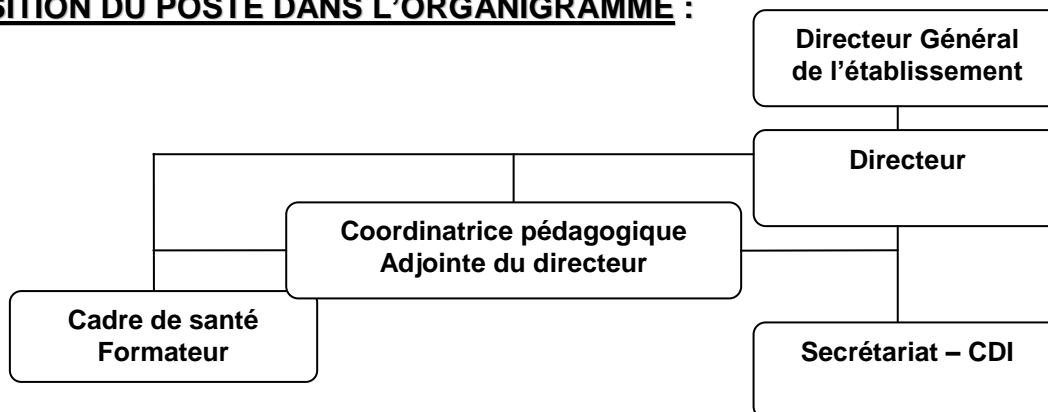 SITION DU POSTE DANS L'ORGANIGRAMME :
Directeur Général
de l'établissement
Directeur
Coordinatrice pédagogique
Adjointe du directeur
Cadre de santé
Formateur
Secrétariat – CDI